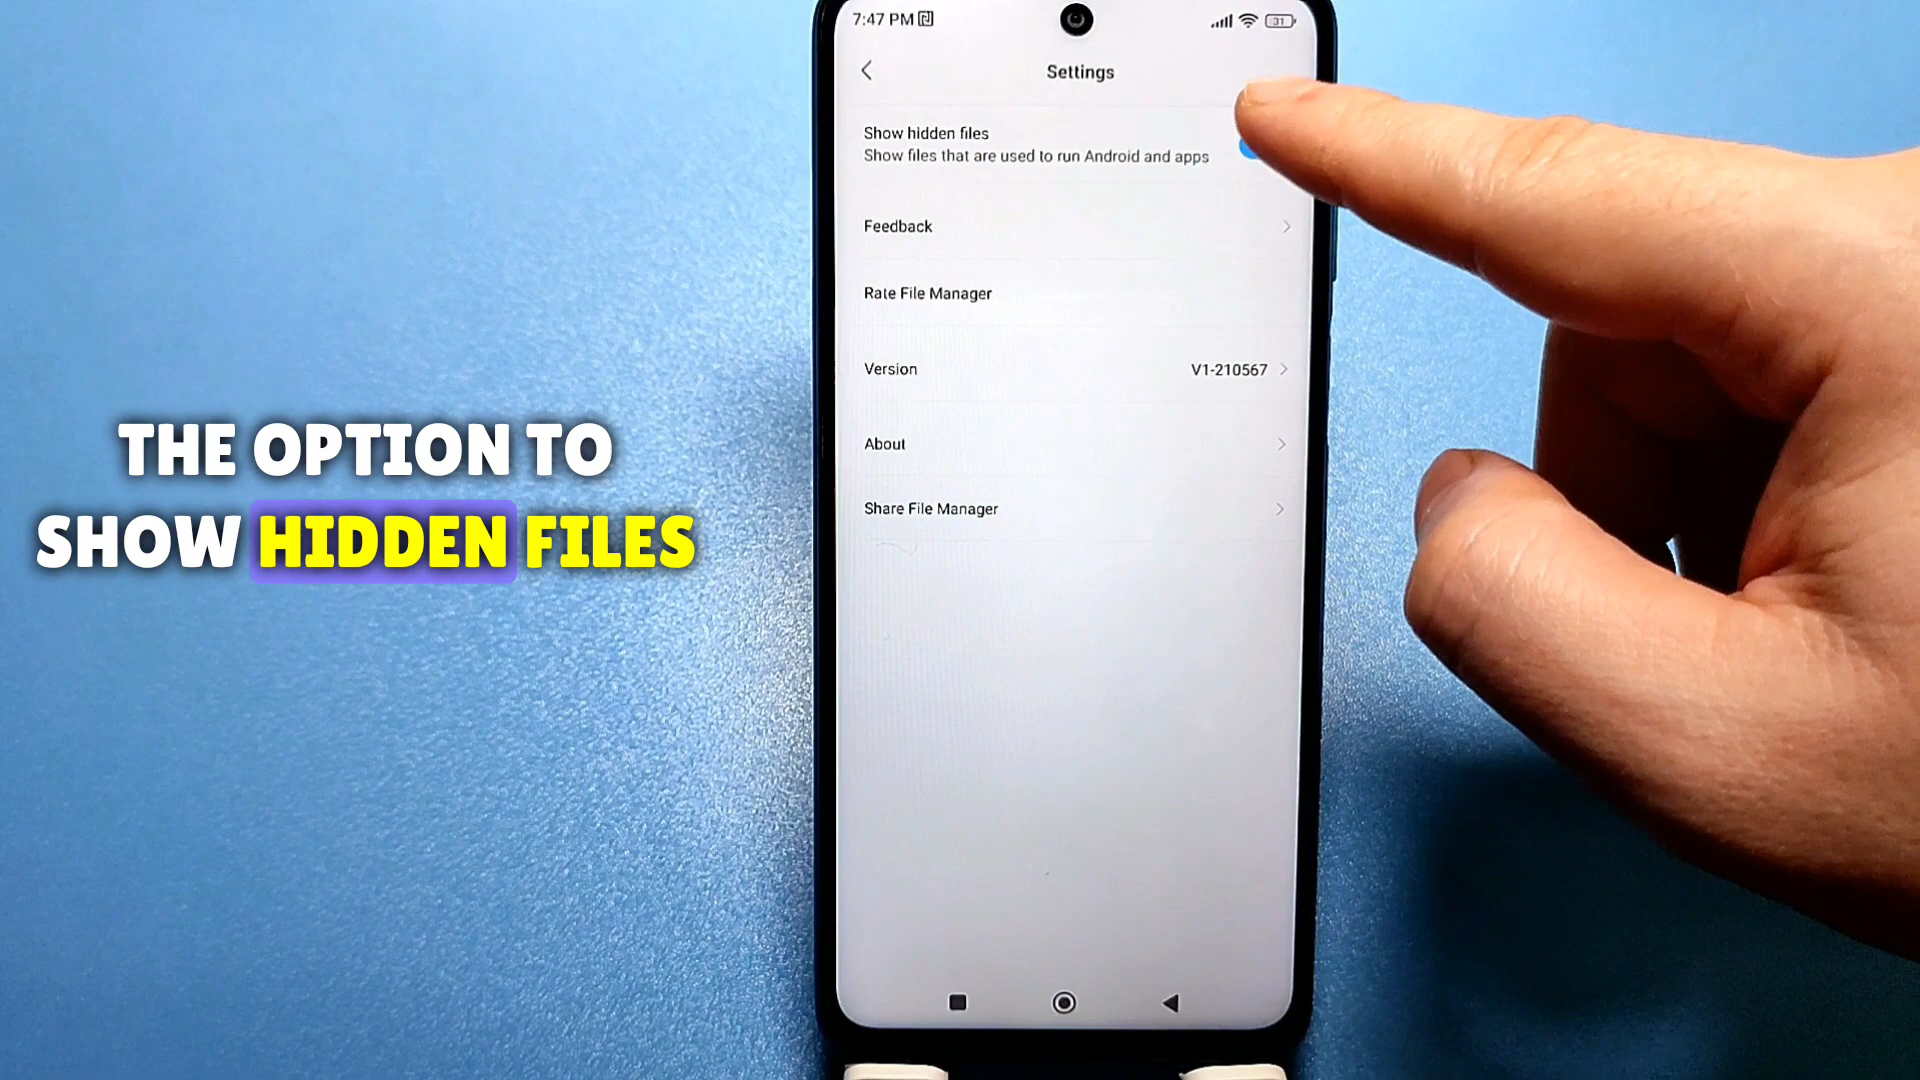 7:47 PM
31
Settings
Show hidden files
Show files that are used to run Android and apps
Feedback
Rate File Manager
Version V1-210567
About
Share File Manager
THE OPTION TO
SHOW HIDDEN FILES